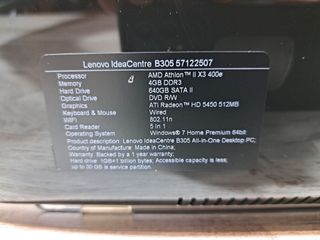 Lenovo IdeaCentre B305 57122507
Processor AMD Athlon™ II X3 400e
Memory 4GB DDR3
Hard Drive 640GB SATA II
Optical Drive DVD R/W
Graphics ATI Radeon™ HD 5450 512MB
Keyboard & Mouse Wired
WiFi 802.11n
Card Reader 5 in 1
Operating System Windows® 7 Home Premium 64bit
Product description: Lenovo IdeaCentre B305 All-In-One Desktop PC;
Country of Manufacture: Made in China;
Warranty: Backed by a 1 year warranty;
Hard drive: 1GB=1 billion bytes; Accessible capacity is less;
up to 30 GB is service partition.